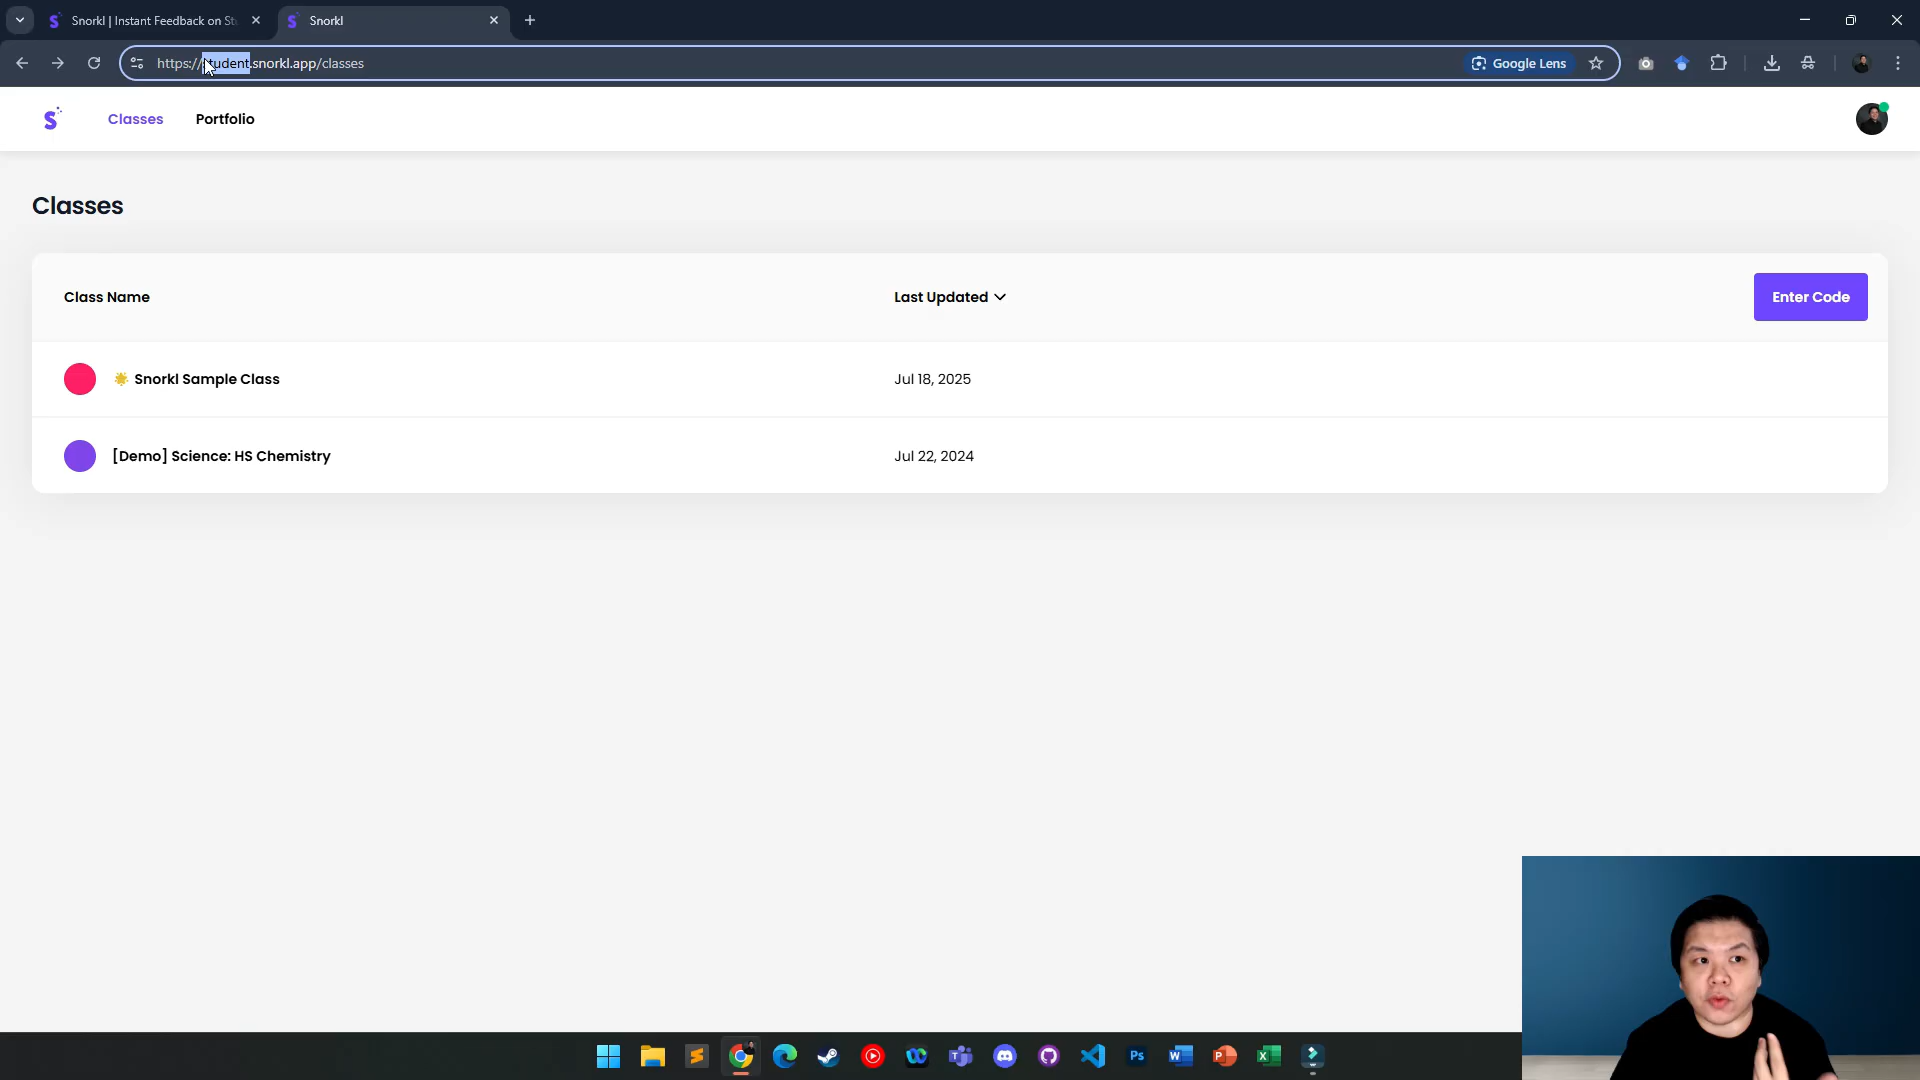 Snorkl | Instant Feedback on St
Snorkl
https://student.snorkl.app/classes
Google Lens
Classes
Portfolio
Classes
Class Name
Last Updated
Enter Code
Snorkl Sample Class
Jul 18, 2025
[Demo] Science: HS Chemistry
Jul 22, 2024